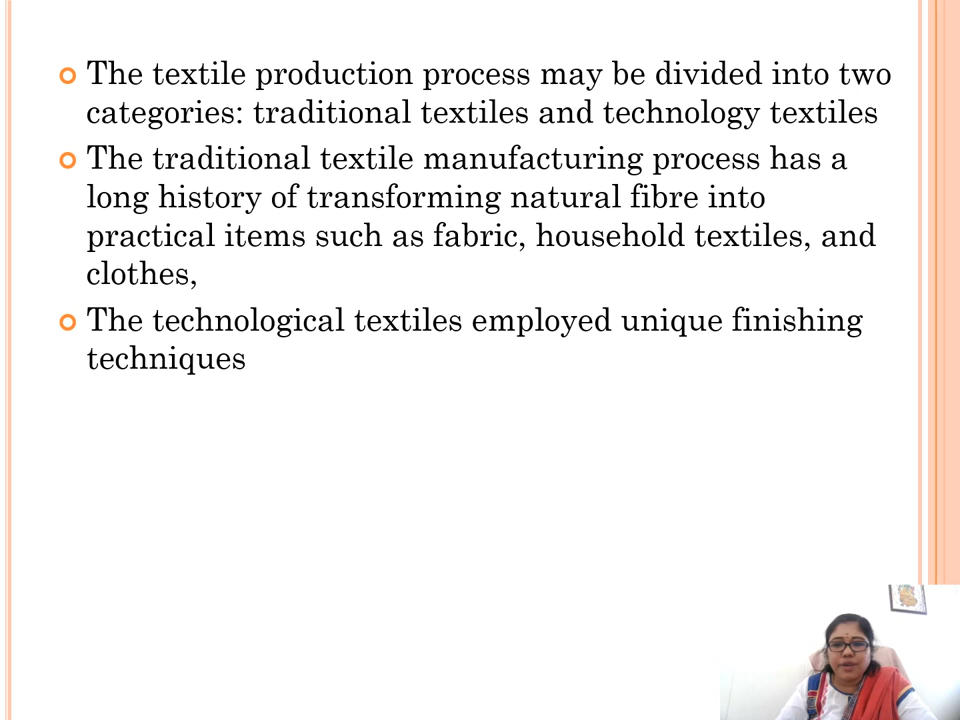 The textile production process may be divided into two
categories: traditional textiles and technology textiles
The traditional textile manufacturing process has a
long history of transforming natural fibre into
practical items such as fabric, household textiles, and
clothes,
The technological textiles employed unique finishing
techniques